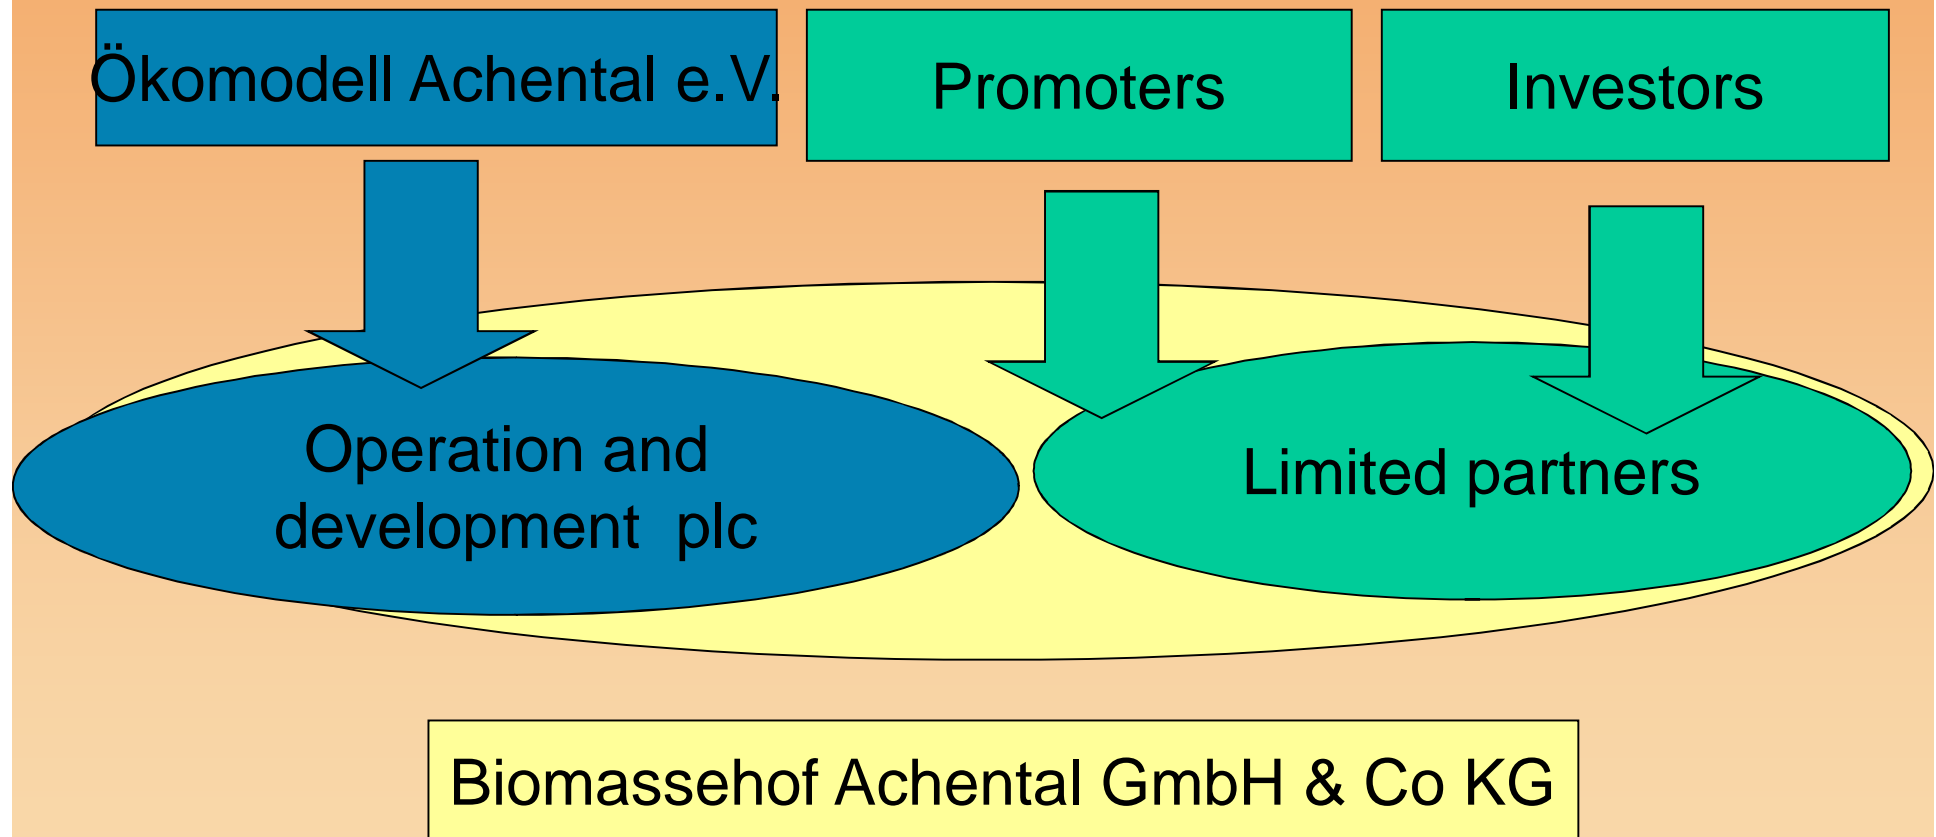 Ökomodell Achental e.V.
Promoters
Investors
Operation and
development plc
Limited partners
Biomassehof Achental GmbH & Co KG